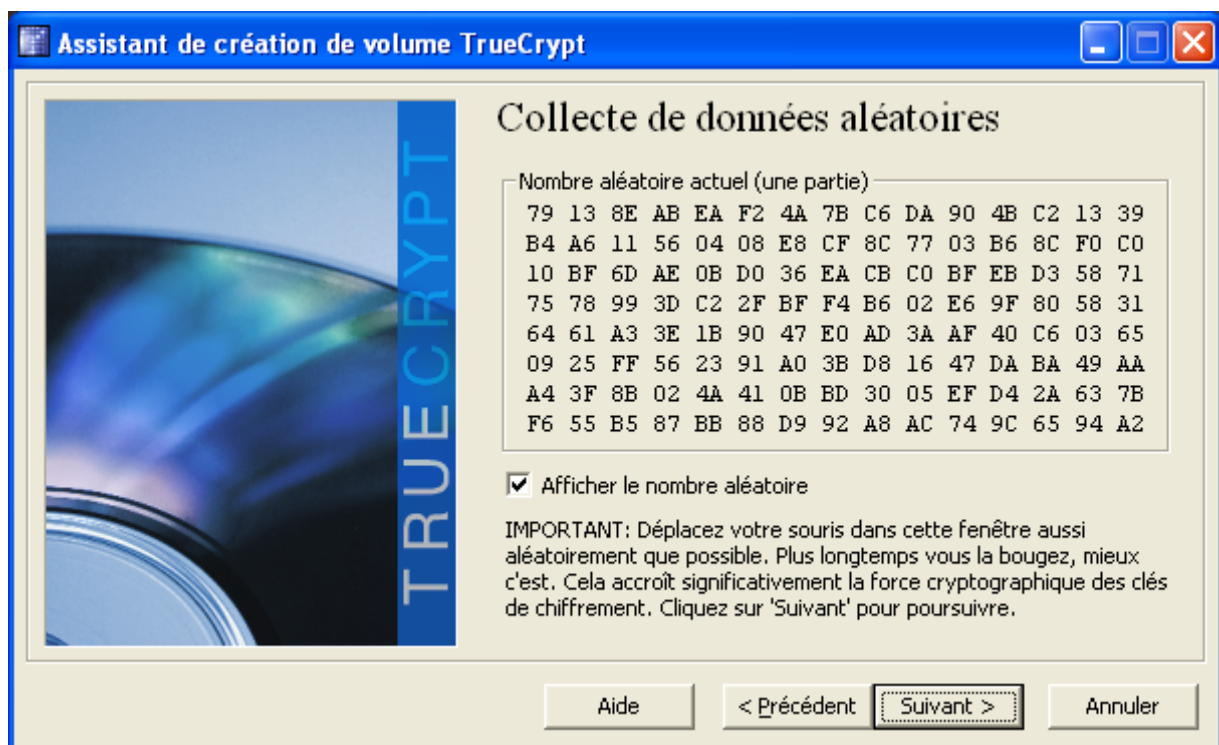 Assistant de création de volume TrueCrypt
TRUECRYPT
Collecte de données aléatoires
Nombre aléatoire actuel (une partie)
79 13 8E AB EA F2 4A 7B C6 DA 90 4B C2 13 39
B4 A6 11 56 04 08 E8 CF 8C 77 03 B6 8C F0 C0
10 BF 6D AE 0B D0 36 EA CB C0 BF EB D3 58 71
75 78 99 3D C2 2F BF F4 B6 02 E6 9F 80 58 31
64 61 A3 3E 1B 90 47 E0 AD 3A AF 40 C6 03 65
09 25 FF 56 23 91 A0 3B D8 16 47 DA BA 49 AA
A4 3F 8B 02 4A 41 0B BD 30 05 EF D4 2A 63 7B
F6 55 B5 87 BB 88 D9 92 A8 AC 74 9C 65 94 A2
Afficher le nombre aléatoire
IMPORTANT: Déplacez votre souris dans cette fenêtre aussi
aléatoirement que possible. Plus longtemps vous la bougez, mieux
c'est. Cela accroît significativement la force cryptographique des clés
de chiffrement. Cliquez sur 'Suivant' pour poursuivre.
Aide
< Précédent
Suivant >
Annuler